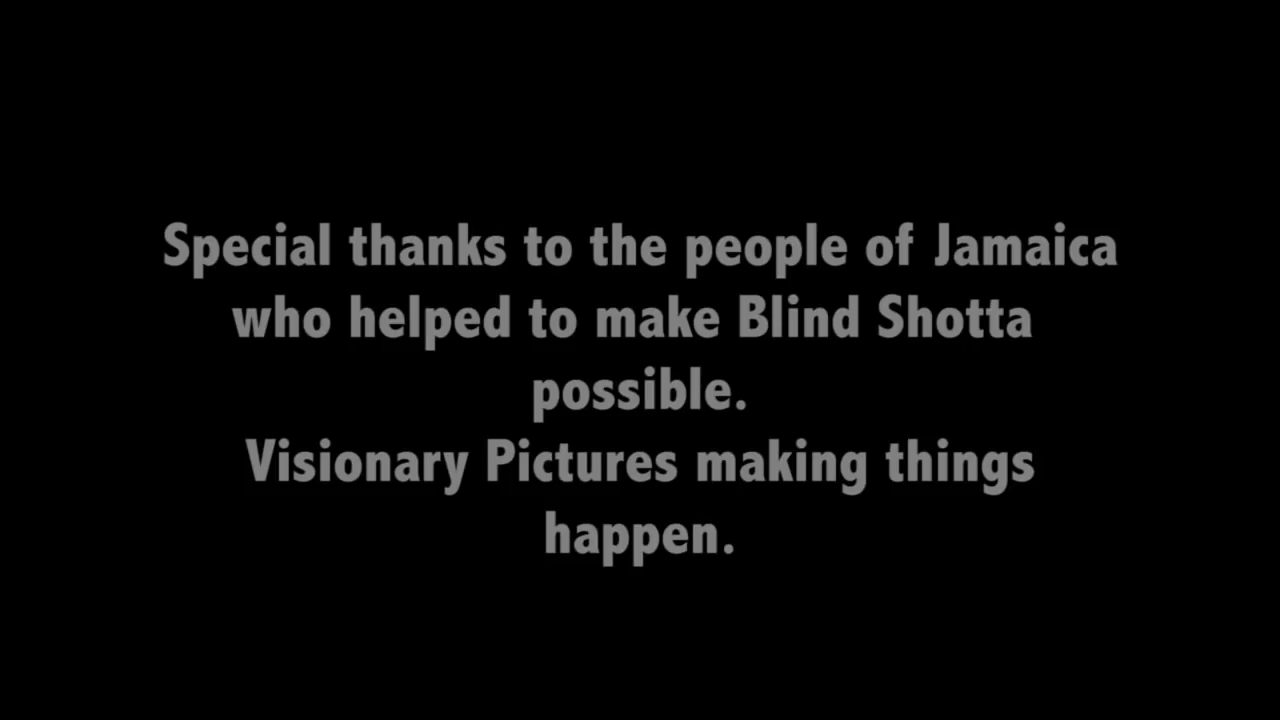 Special thanks to the people of Jamaica
who helped to make Blind Shotta
possible.
Visionary Pictures making things
happen.